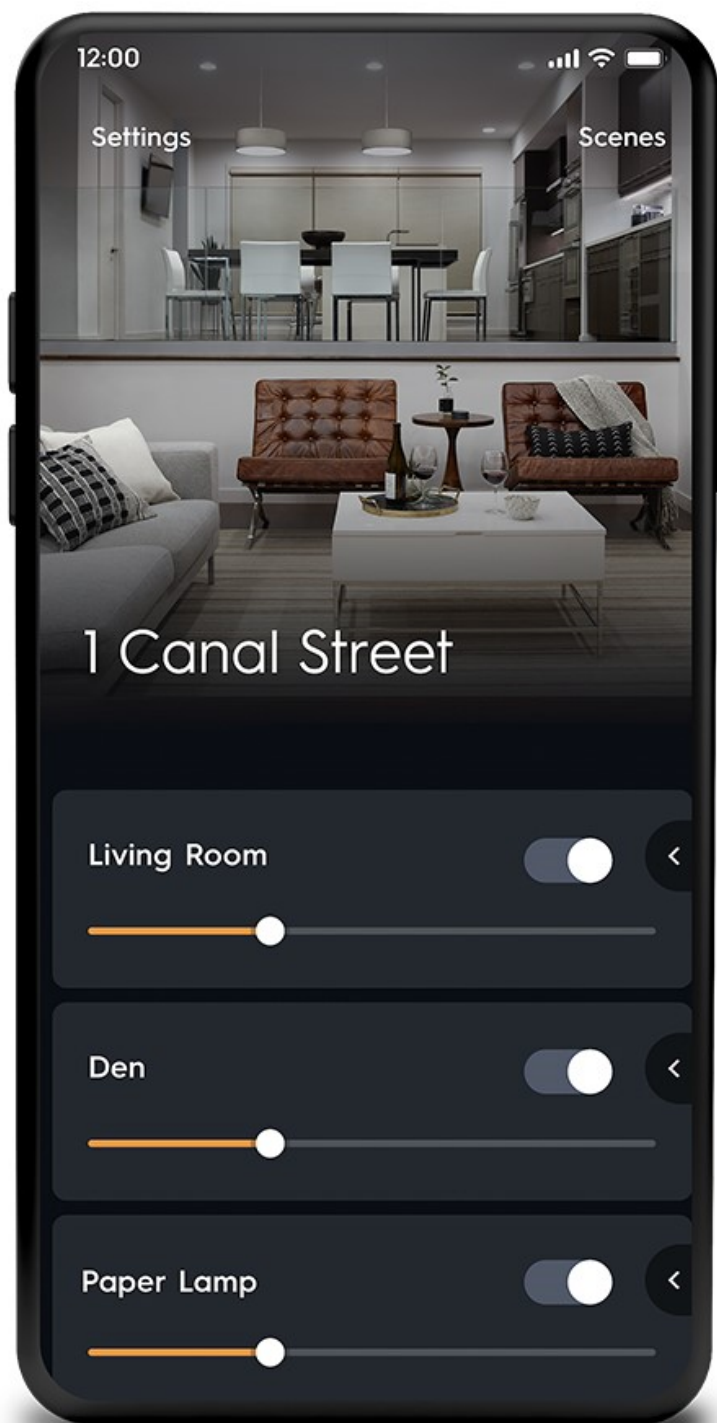 12:00
Settings
Scenes
1 Canal Street
Living Room
Den
Paper Lamp